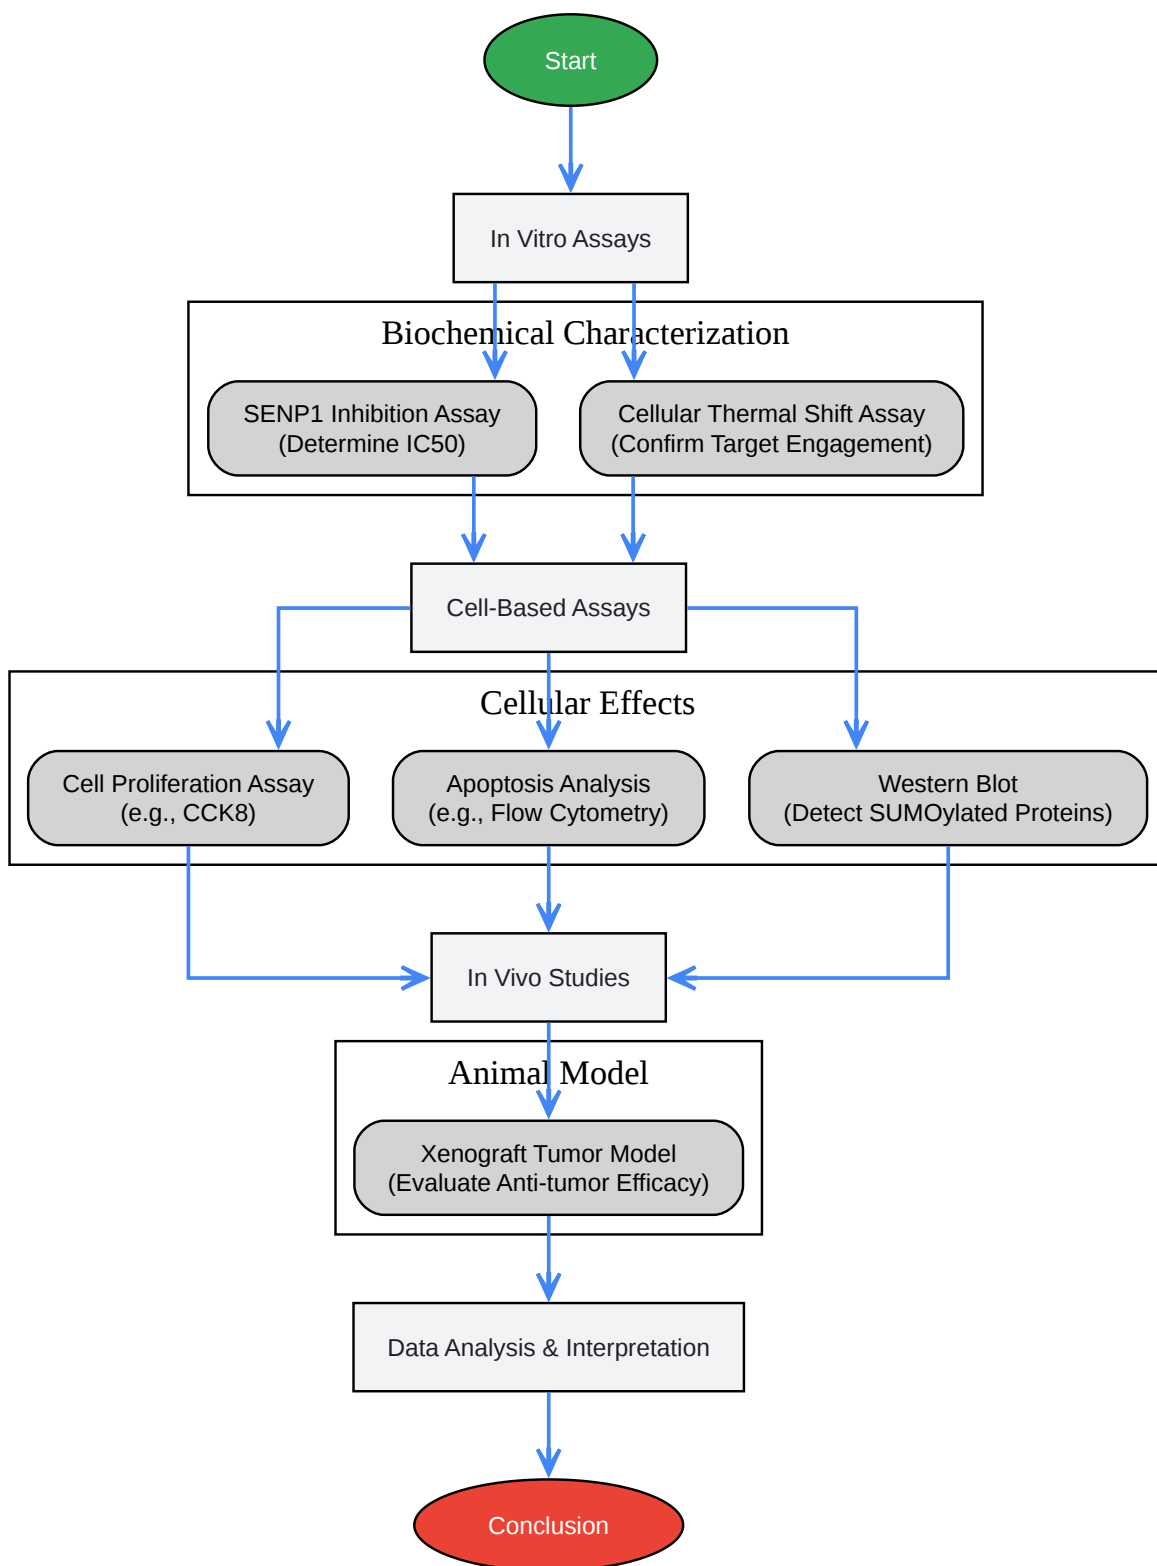 Start
In Vitro Assays
Biochemical Characterization
SENP1 Inhibition Assay
(Determine IC50)
Cellular Thermal Shift Assay
(Confirm Target Engagement)
Cell-Based Assays
Cellular Effects
Cell Proliferation Assay
(e.g., CCK8)
Apoptosis Analysis
(e.g., Flow Cytometry)
Western Blot
(Detect SUMOylated Proteins)
In Vivo Studies
Animal Model
Xenograft Tumor Model
(Evaluate Anti-tumor Efficacy)
Data Analysis & Interpretation
Conclusion